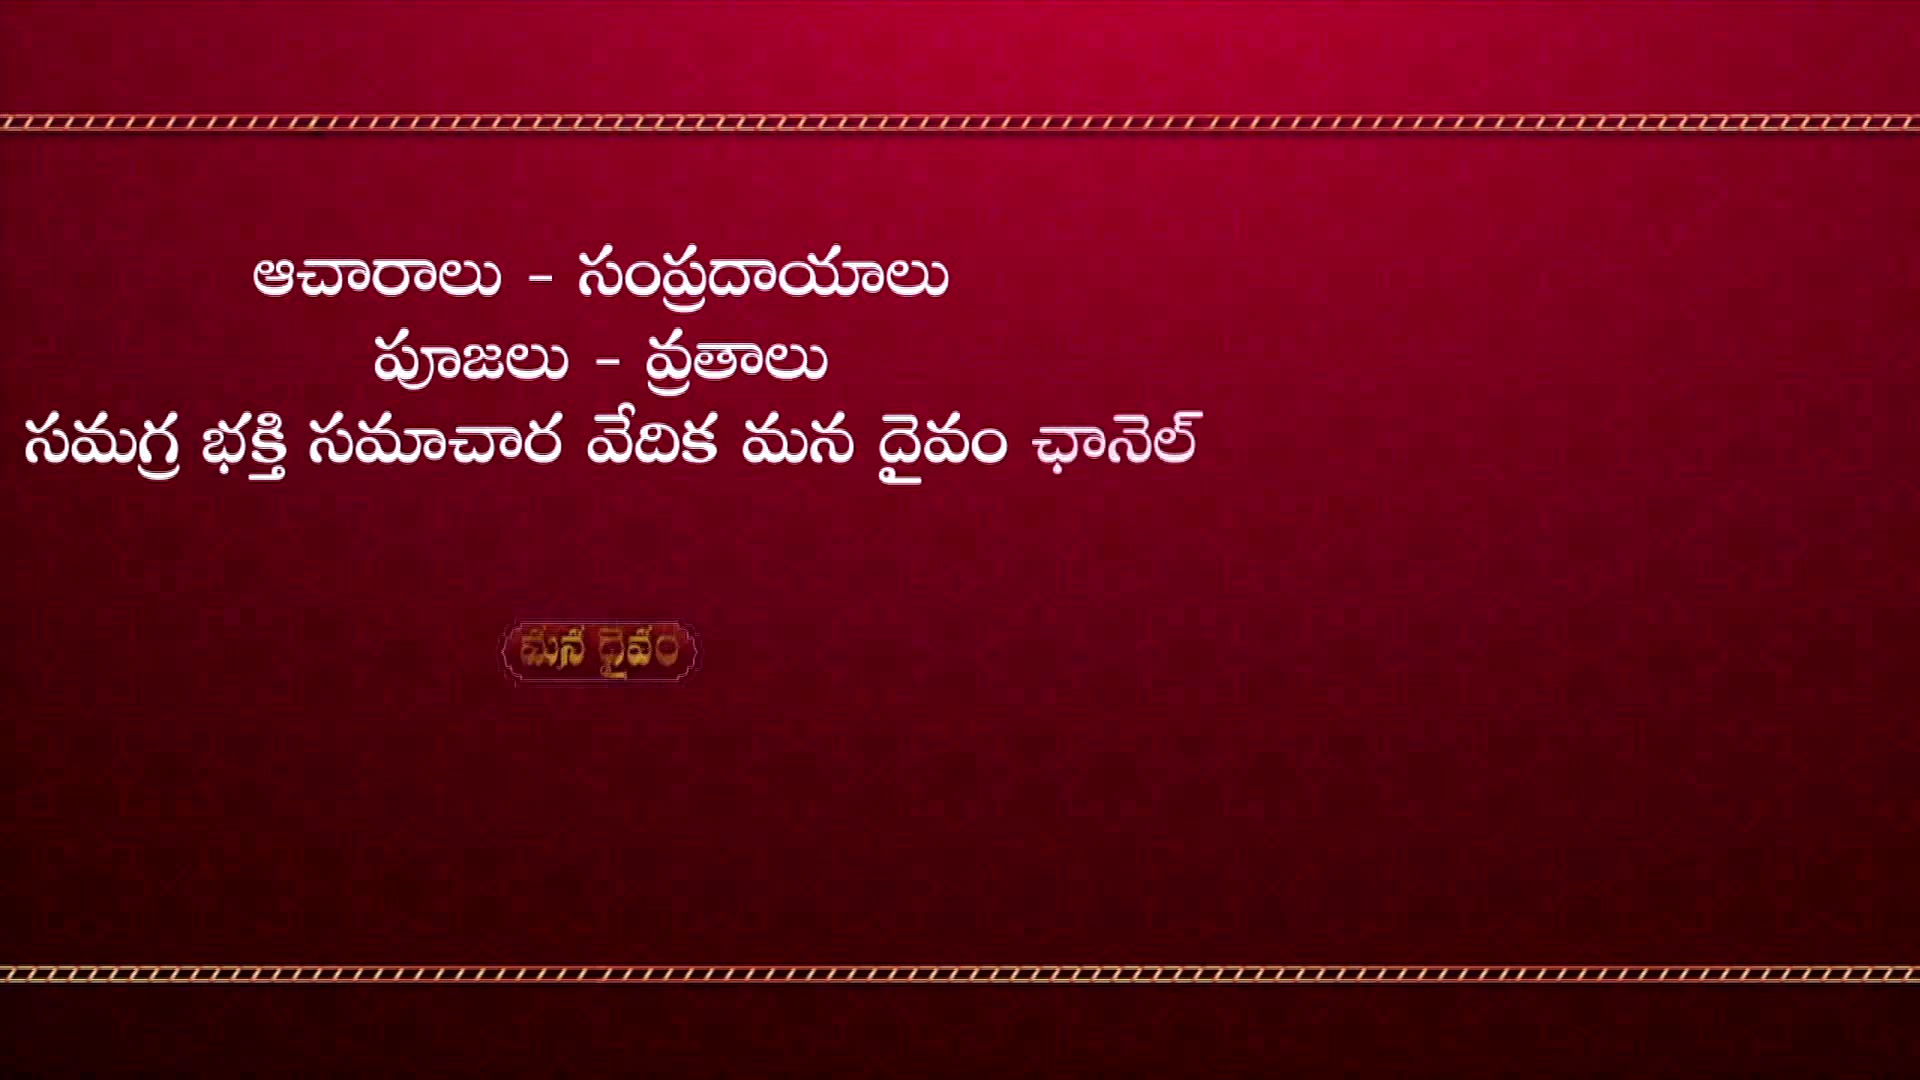 ఆచారాలు - సంప్రదాయాలు
పూజలు - వ్రతాలు
సమగ్ర భక్తి సమాచార వేదిక మన దైవం ఛానెల్
మన దైవం